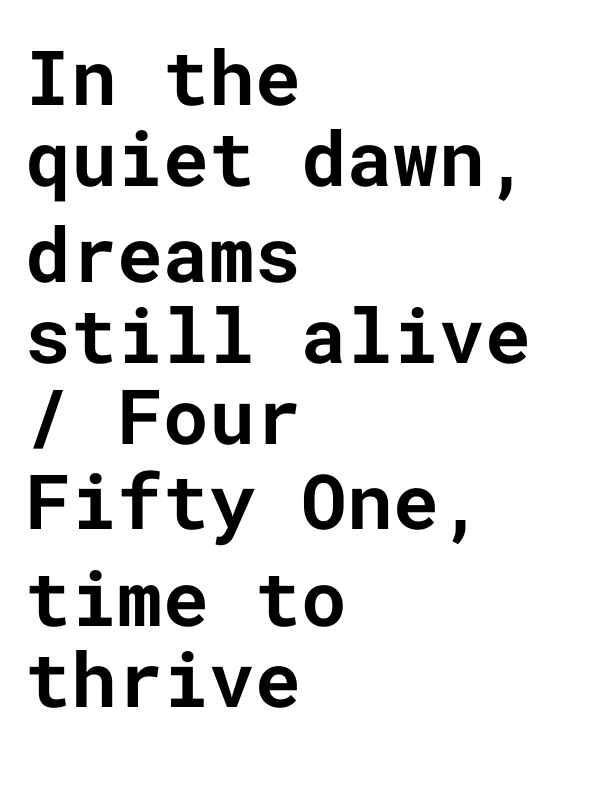 In the
quiet dawn,
dreams
still alive
/ Four
Fifty One,
time to
thrive